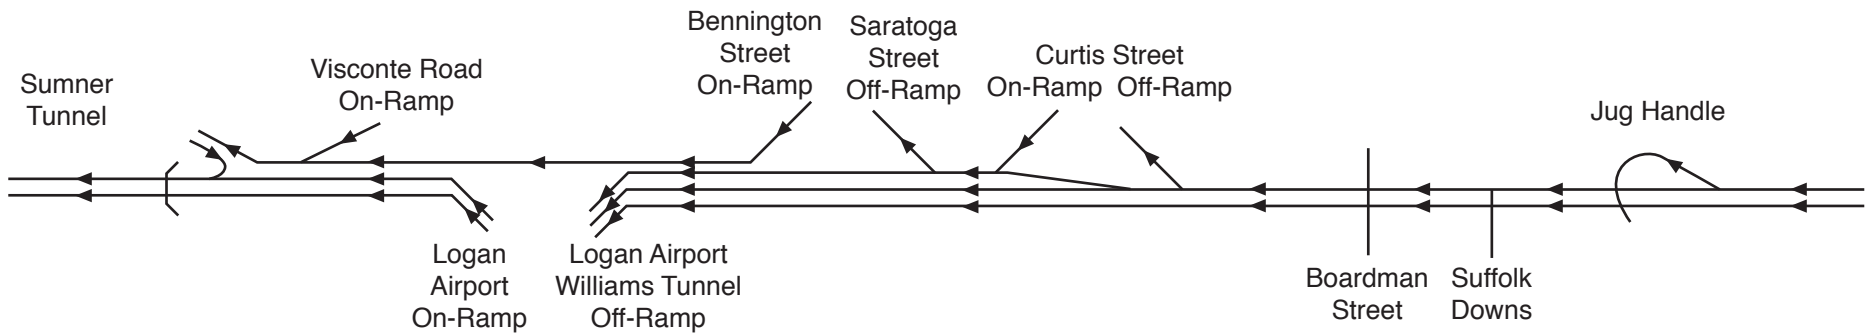 Sumner
Tunnel
Visconte Road
On-Ramp
Bennington
Street
On-Ramp
Saratoga
Street
Off-Ramp
Curtis Street
On-Ramp Off-Ramp
Jug Handle
Logan
Airport
On-Ramp
Logan Airport
Williams Tunnel
Off-Ramp
Boardman
Street
Suffolk
Downs